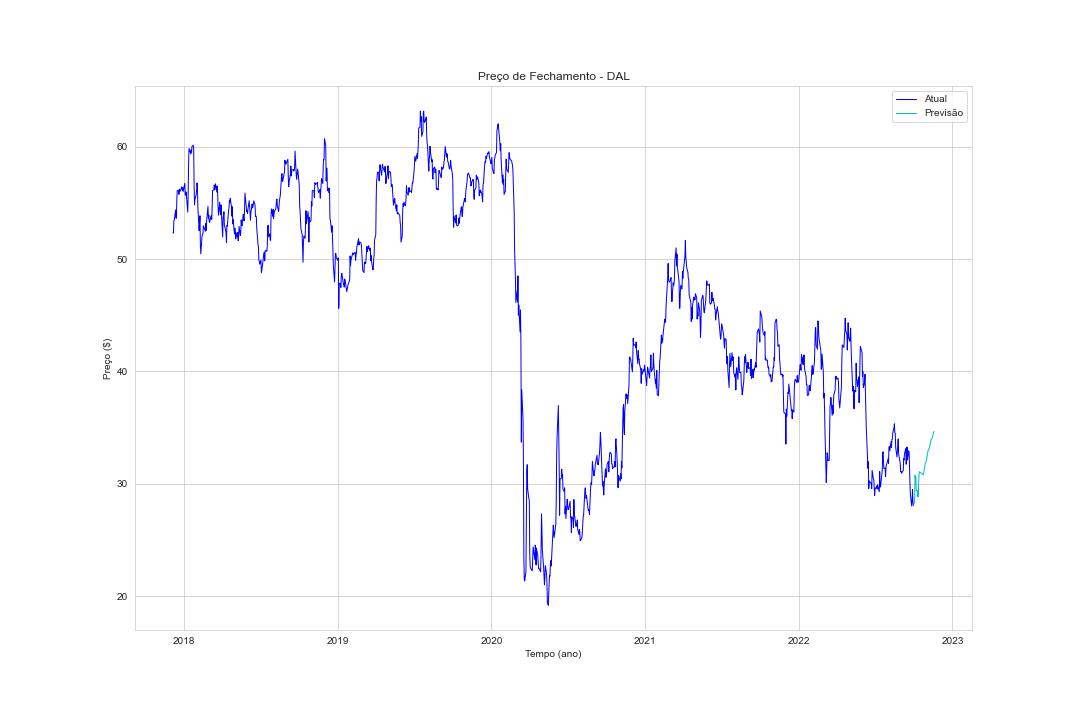 Preço de Fechamento - DAL
Atual
Previsão
60
50
40
30
20
Preço ($)
2018
2019
2020
2021
2022
2023
Tempo (ano)